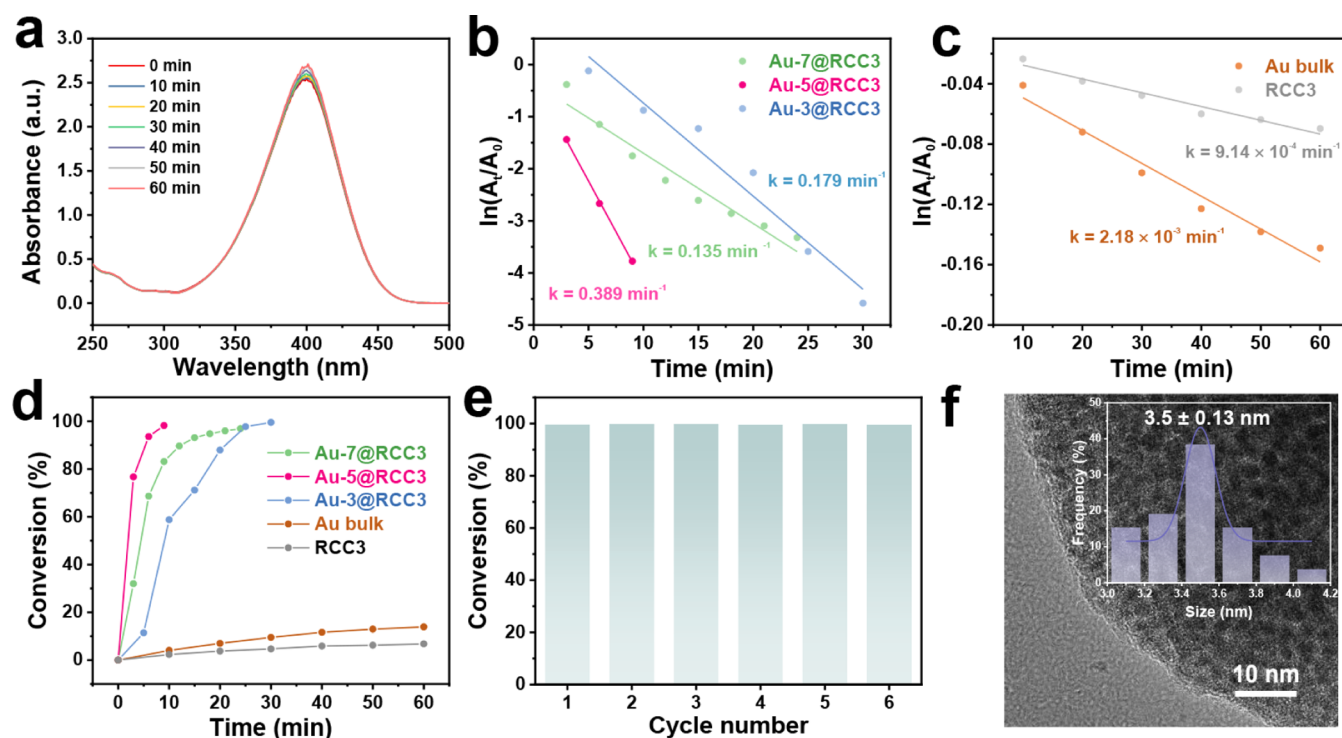 a
3.0
2.5
2.0
1.5
1.0
0.5
0.0
Absorbance (a.u.)
0 min
10 min
20 min
30 min
40 min
50 min
60 min
250 300 350 400 450 500
Wavelength (nm)
b
0
-1
-2
-3
-4
-5
ln(At/A0)
Au-7@RCC3
Au-5@RCC3
Au-3@RCC3
k = 0.179 min-1
k = 0.135 min-1
k = 0.389 min-1
0 5 10 15 20 25 30
Time (min)
c
-0.04
-0.08
-0.12
-0.16
-0.20
ln(At/A0)
Au bulk
RCC3
k = 9.14 × 10-4 min-1
k = 2.18 × 10-3 min-1
10 20 30 40 50 60
Time (min)
d
100
80
60
40
20
0
Conversion (%)
Au-7@RCC3
Au-5@RCC3
Au-3@RCC3
Au bulk
RCC3
0 10 20 30 40 50 60
Time (min)
e
0
20
40
60
80
100
Conversion (%)
1 2 3 4 5 6
Cycle number
f
50
40
30
20
10
0
Frequency (%)
3.5 ± 0.13 nm
3.0 3.2 3.4 3.6 3.8 4.0 4.2
Size (nm)
10 nm